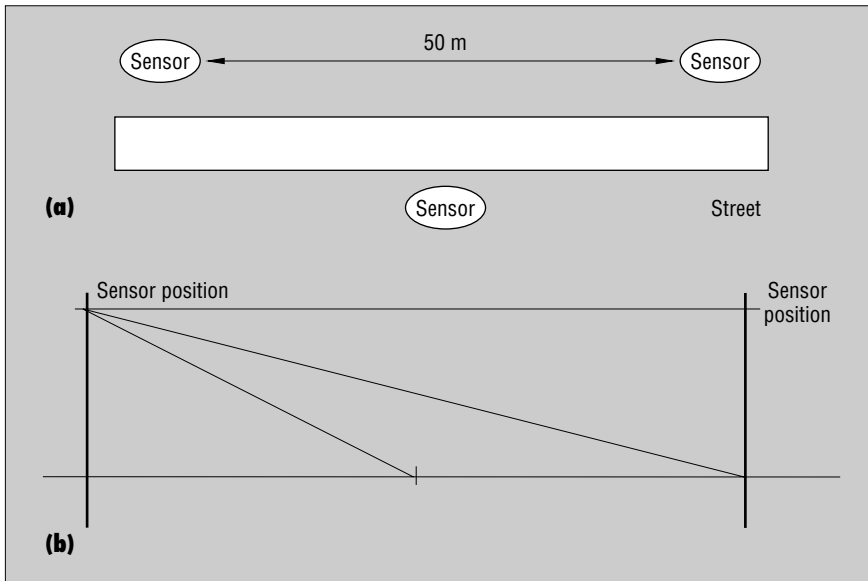 50 m
Sensor
Sensor
(a)
Sensor
Street
Sensor position
Sensor
position
(b)